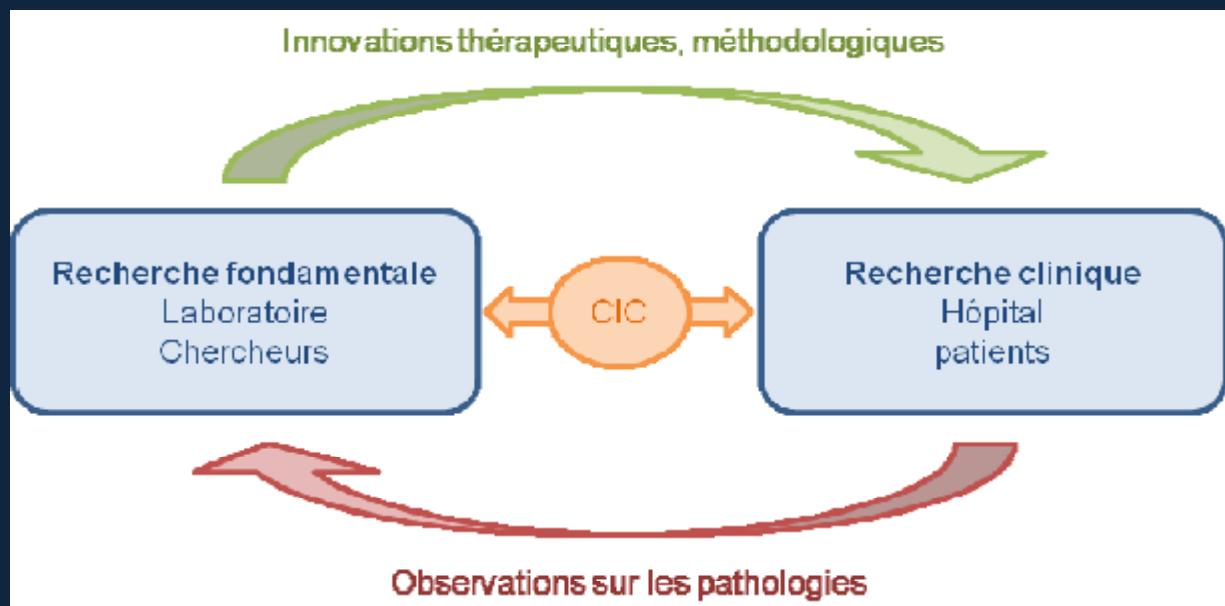 Innovations thérapeutiques, méthodologiques
Recherche fondamentale
Laboratoire
Chercheurs
CIC
Recherche clinique
Hôpital
patients
Observations sur les pathologies